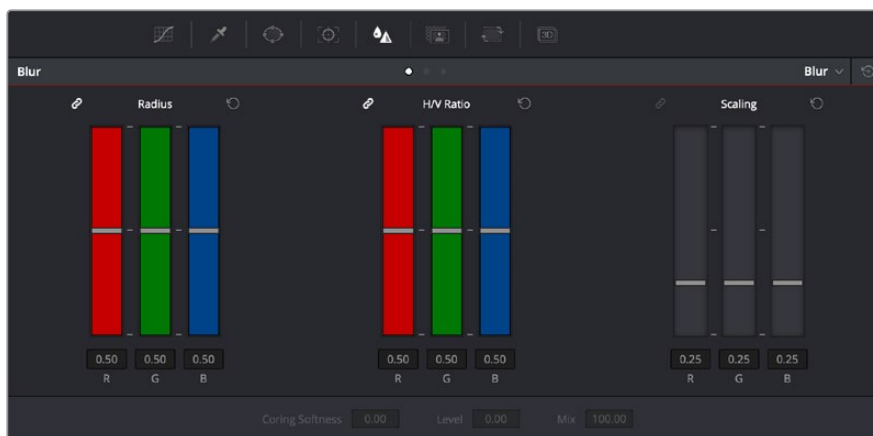 3D
Blur
Blur
Radius
H/V Ratio
Scaling
0.50 0.50 0.50
0.50 0.50 0.50
0.25 0.25 0.25
R G B
R G B
R G B
Coring Softness 0.00 Level 0.00 Mix 100.00